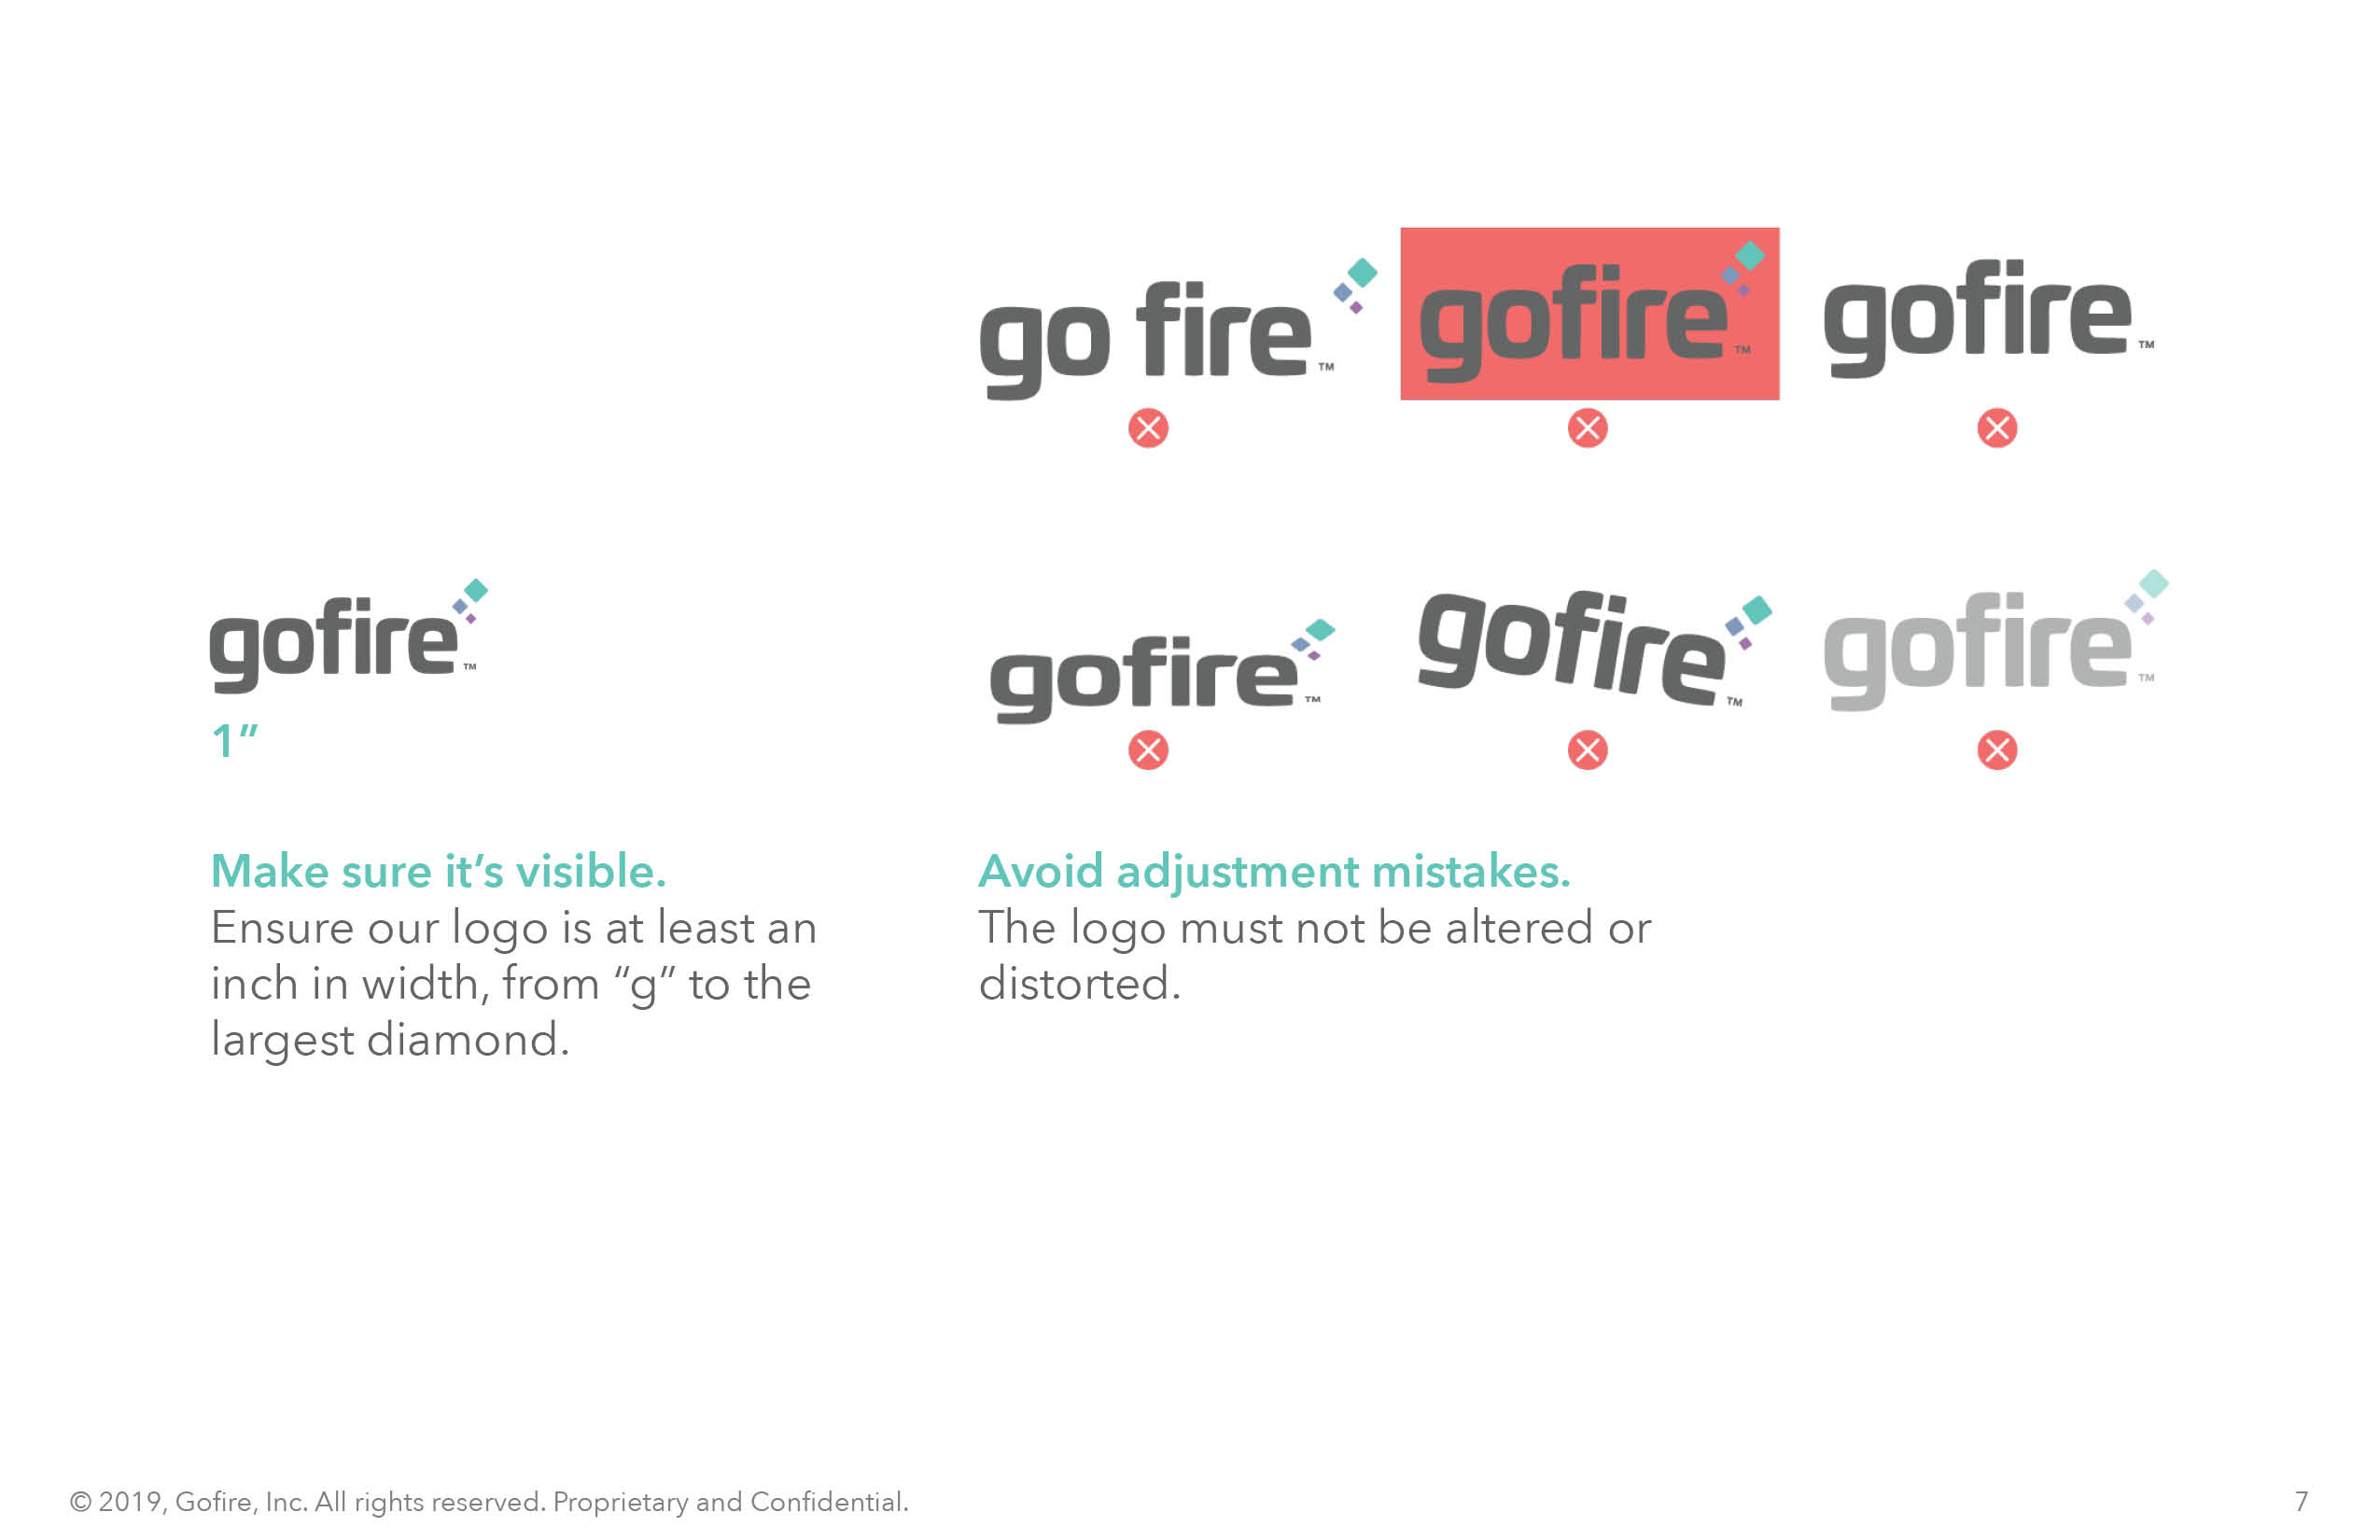 go fire™
gofire™
gofire™
gofire™
1”
gofire™
gofire™
gofire™
Make sure it’s visible.
Ensure our logo is at least an
inch in width, from “g” to the
largest diamond.
Avoid adjustment mistakes.
The logo must not be altered or
distorted.
© 2019, Gofire, Inc. All rights reserved. Proprietary and Confidential.
7